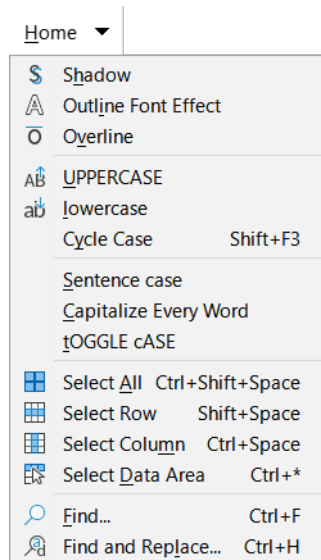 Home
Shadow
Outline Font Effect
Overline
UPPERCASE
lowercase
Cycle Case Shift+F3
Sentence case
Capitalize Every Word
tOGGLE cASE
Select All Ctrl+Shift+Space
Select Row Shift+Space
Select Column Ctrl+Space
Select Data Area Ctrl+*
Find... Ctrl+F
Find and Replace... Ctrl+H